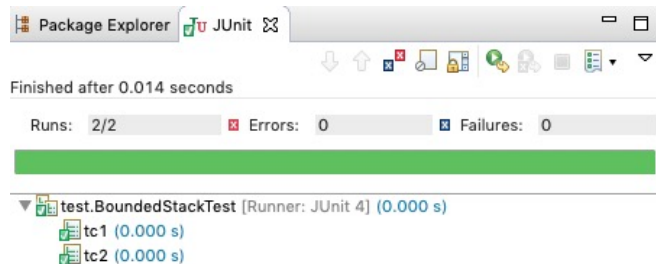 Package Explorer JUnit
Finished after 0.014 seconds
Runs: 2/2 Errors: 0 Failures: 0
test.BoundedStackTest [Runner: JUnit 4] (0.000 s)
tc1 (0.000 s)
tc2 (0.000 s)